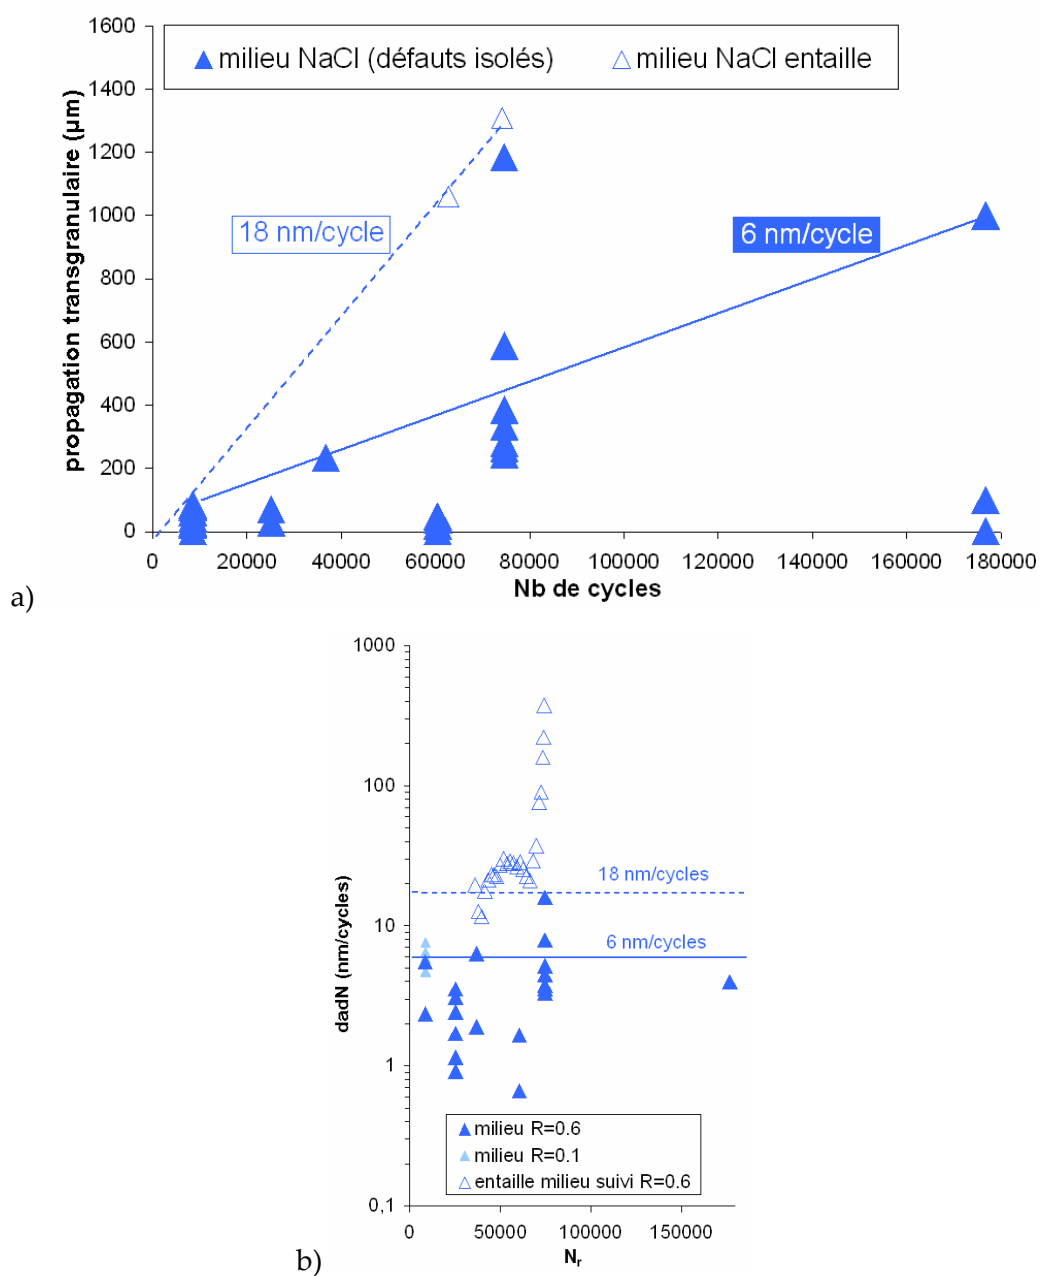 1600
milieu NaCl (défauts isolés) milieu NaCl entaille
1400
1200
1000
18 nm/cycle
6 nm/cycle
800
600
400
200
0
propagation transgranulaire (µm)
0 20000 40000 60000 80000 100000 120000 140000 160000 180000
Nb de cycles
a)
1000
100
18 nm/cycles
10
6 nm/cycles
1
0,1
dadN (nm/cycles)
milieu R=0.6
milieu R=0.1
entaille milieu suivi R=0.6
0 50000 100000 150000
Nr
b)